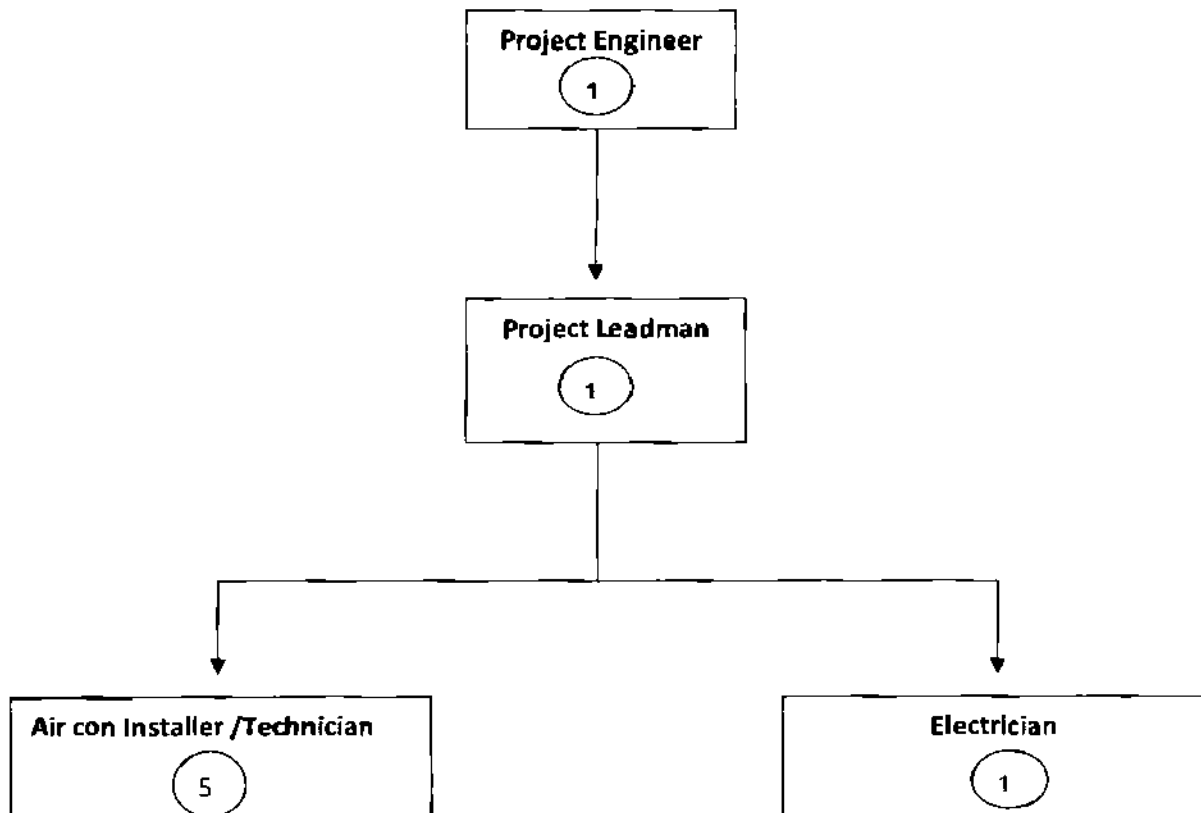 Project Engineer
1
Project Leadman
1
Air con Installer /Technician
5
Electrician
1